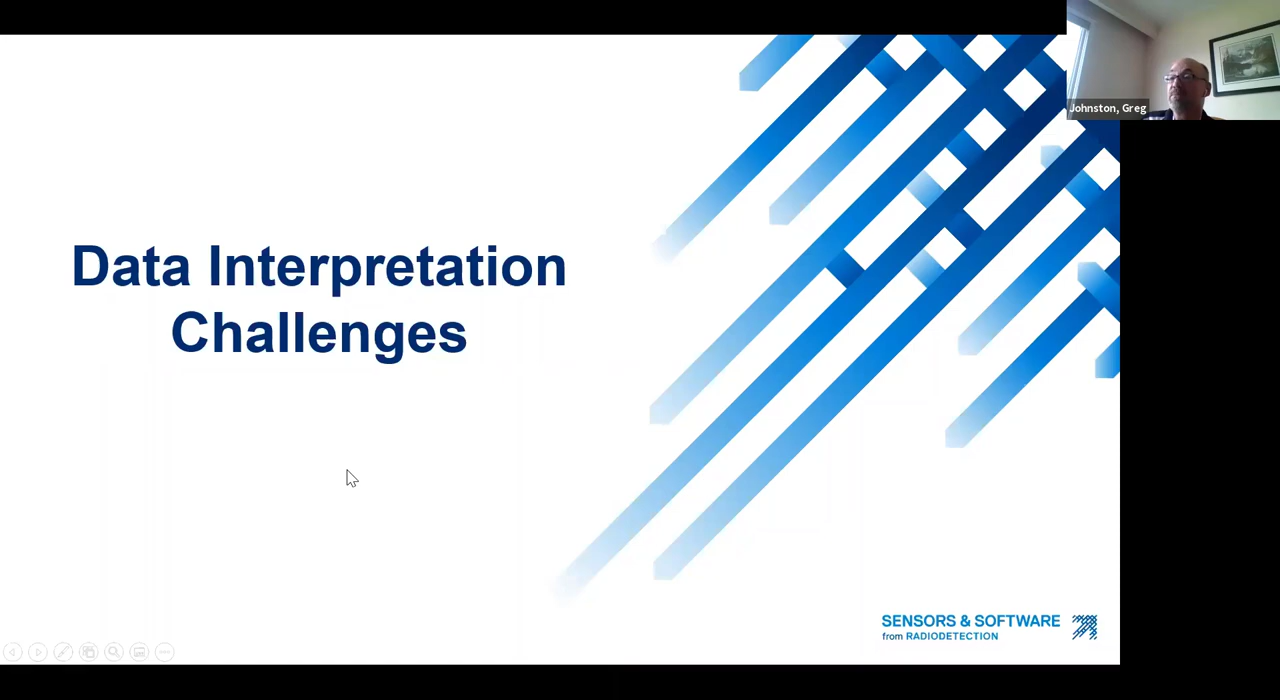 Johnston, Greg
Data Interpretation
Challenges
SENSORS & SOFTWARE
from RADIODETECTION